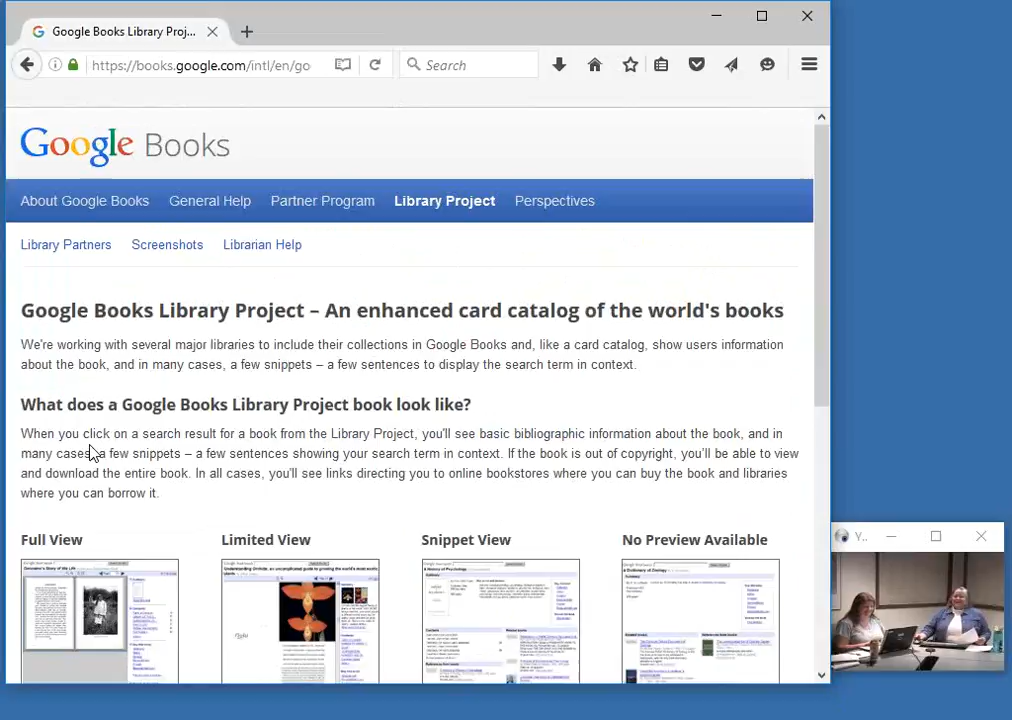 Google Books Library Proj...
https://books.google.com/intl/en/go
Search
Google Books
About Google Books General Help Partner Program Library Project Perspectives
Library Partners Screenshots Librarian Help
Google Books Library Project – An enhanced card catalog of the world's books
We're working with several major libraries to include their collections in Google Books and, like a card catalog, show users information
about the book, and in many cases, a few snippets – a few sentences to display the search term in context.
What does a Google Books Library Project book look like?
When you click on a search result for a book from the Library Project, you'll see basic bibliographic information about the book, and in
many cases, a few snippets – a few sentences showing your search term in context. If the book is out of copyright, you'll be able to view
and download the entire book. In all cases, you'll see links directing you to online bookstores where you can buy the book and libraries
where you can borrow it.
Full View Limited View Snippet View No Preview Available
Y..